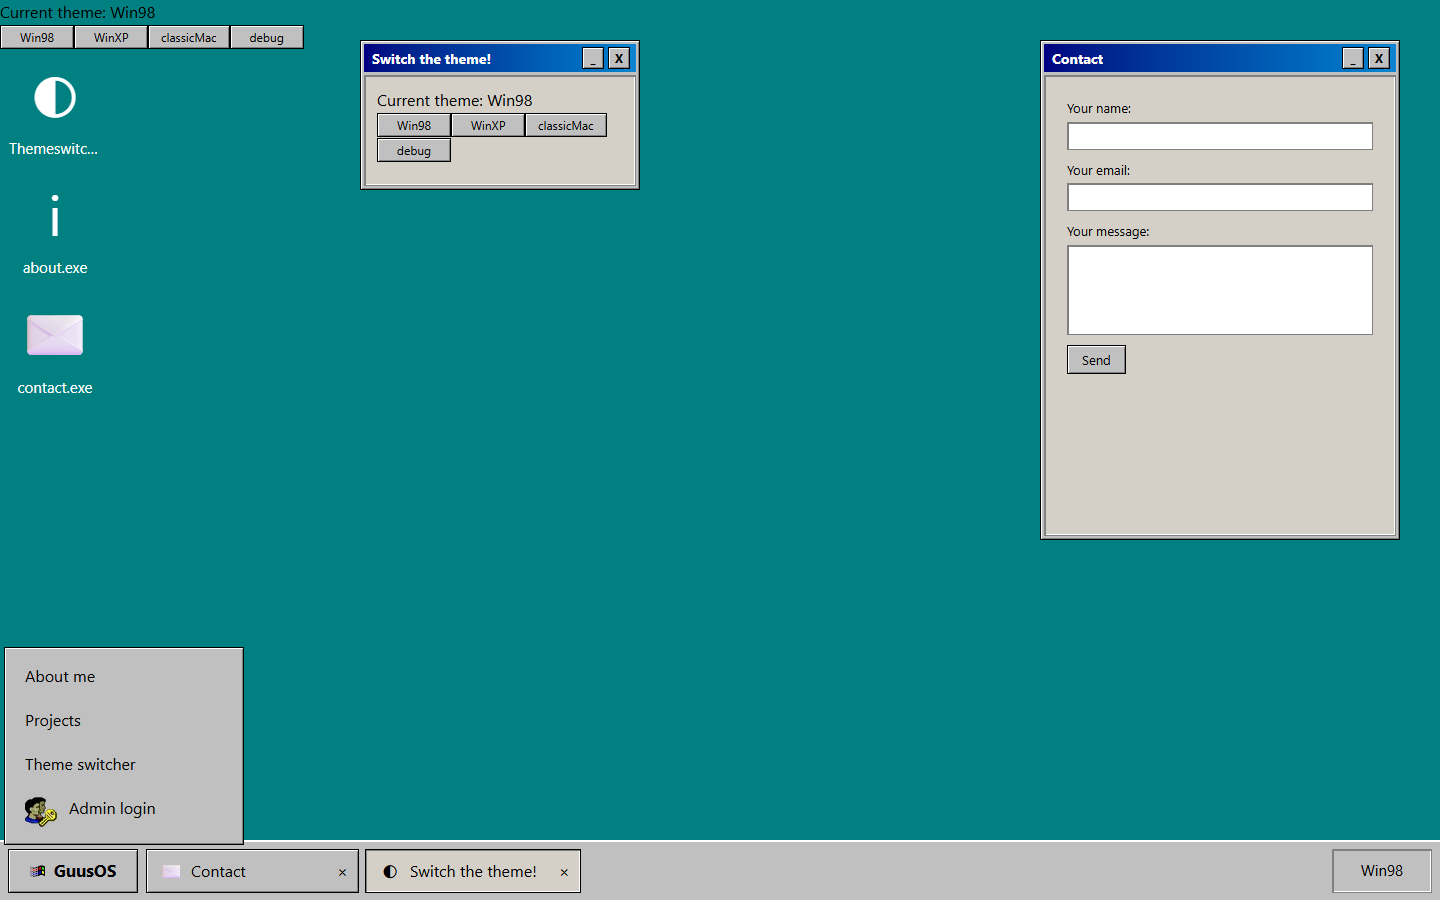 Current theme: Win98
Win98 WinXP classicMac debug
Themeswitc...
about.exe
contact.exe
Switch the theme! _ X
Current theme: Win98
Win98 WinXP classicMac
debug
Contact _ X
Your name:
Your email:
Your message:
Send
About me
Projects
Theme switcher
Admin login
GuusOS Contact × Switch the theme! × Win98